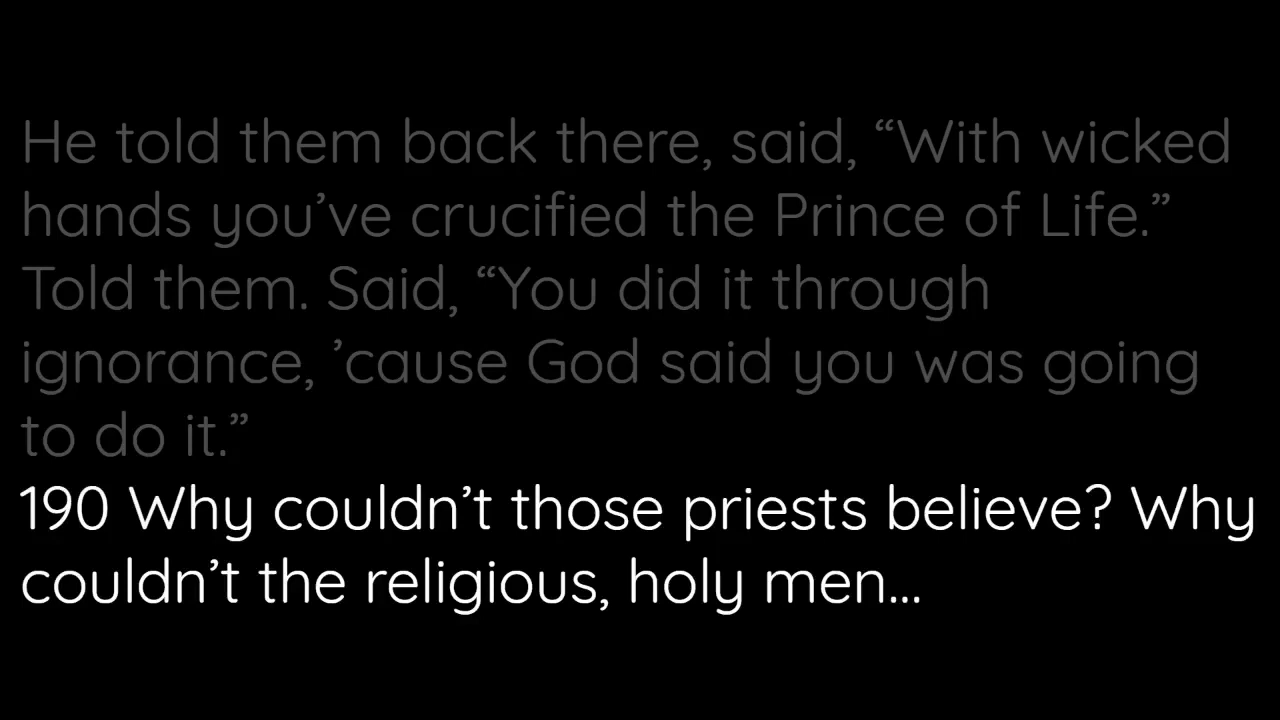 He told them back there, said, “With wicked
hands you’ve crucified the Prince of Life.”
Told them. Said, “You did it through
ignorance, ’cause God said you was going
to do it.”
190 Why couldn’t those priests believe? Why
couldn’t the religious, holy men...